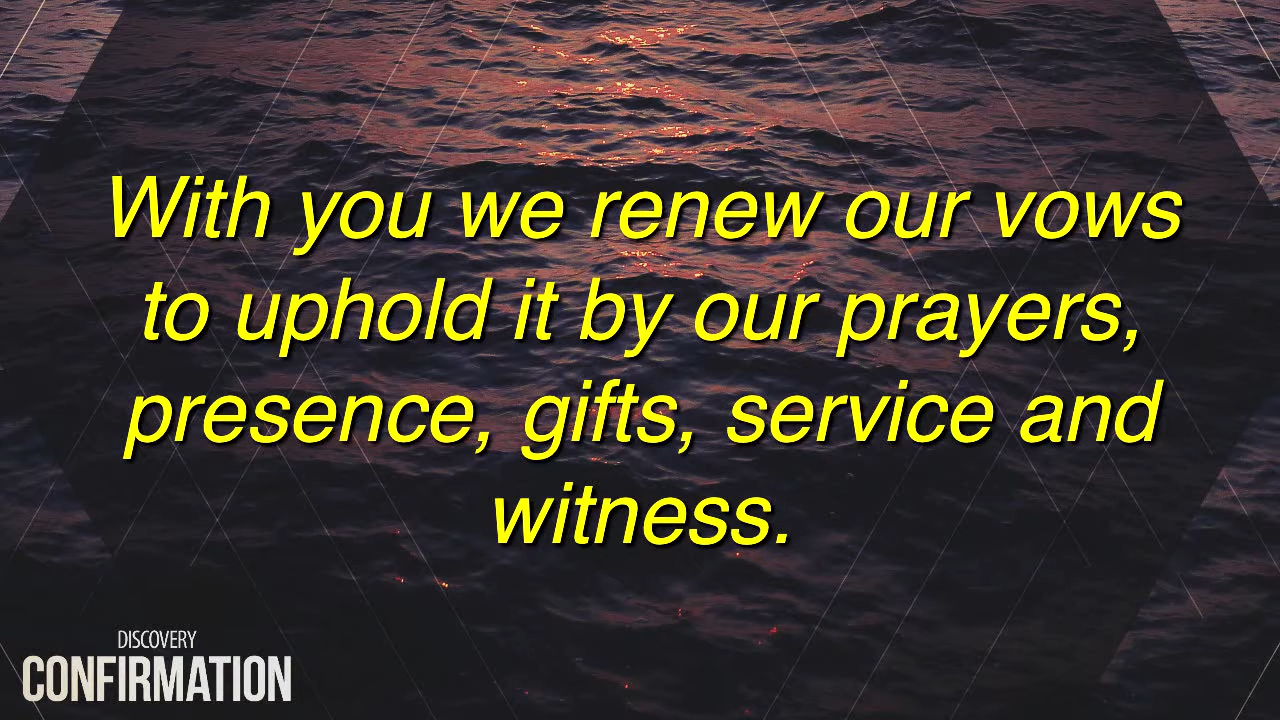 With you we renew our vows
to uphold it by our prayers,
presence, gifts, service and
witness.
DISCOVERY
CONFIRMATION